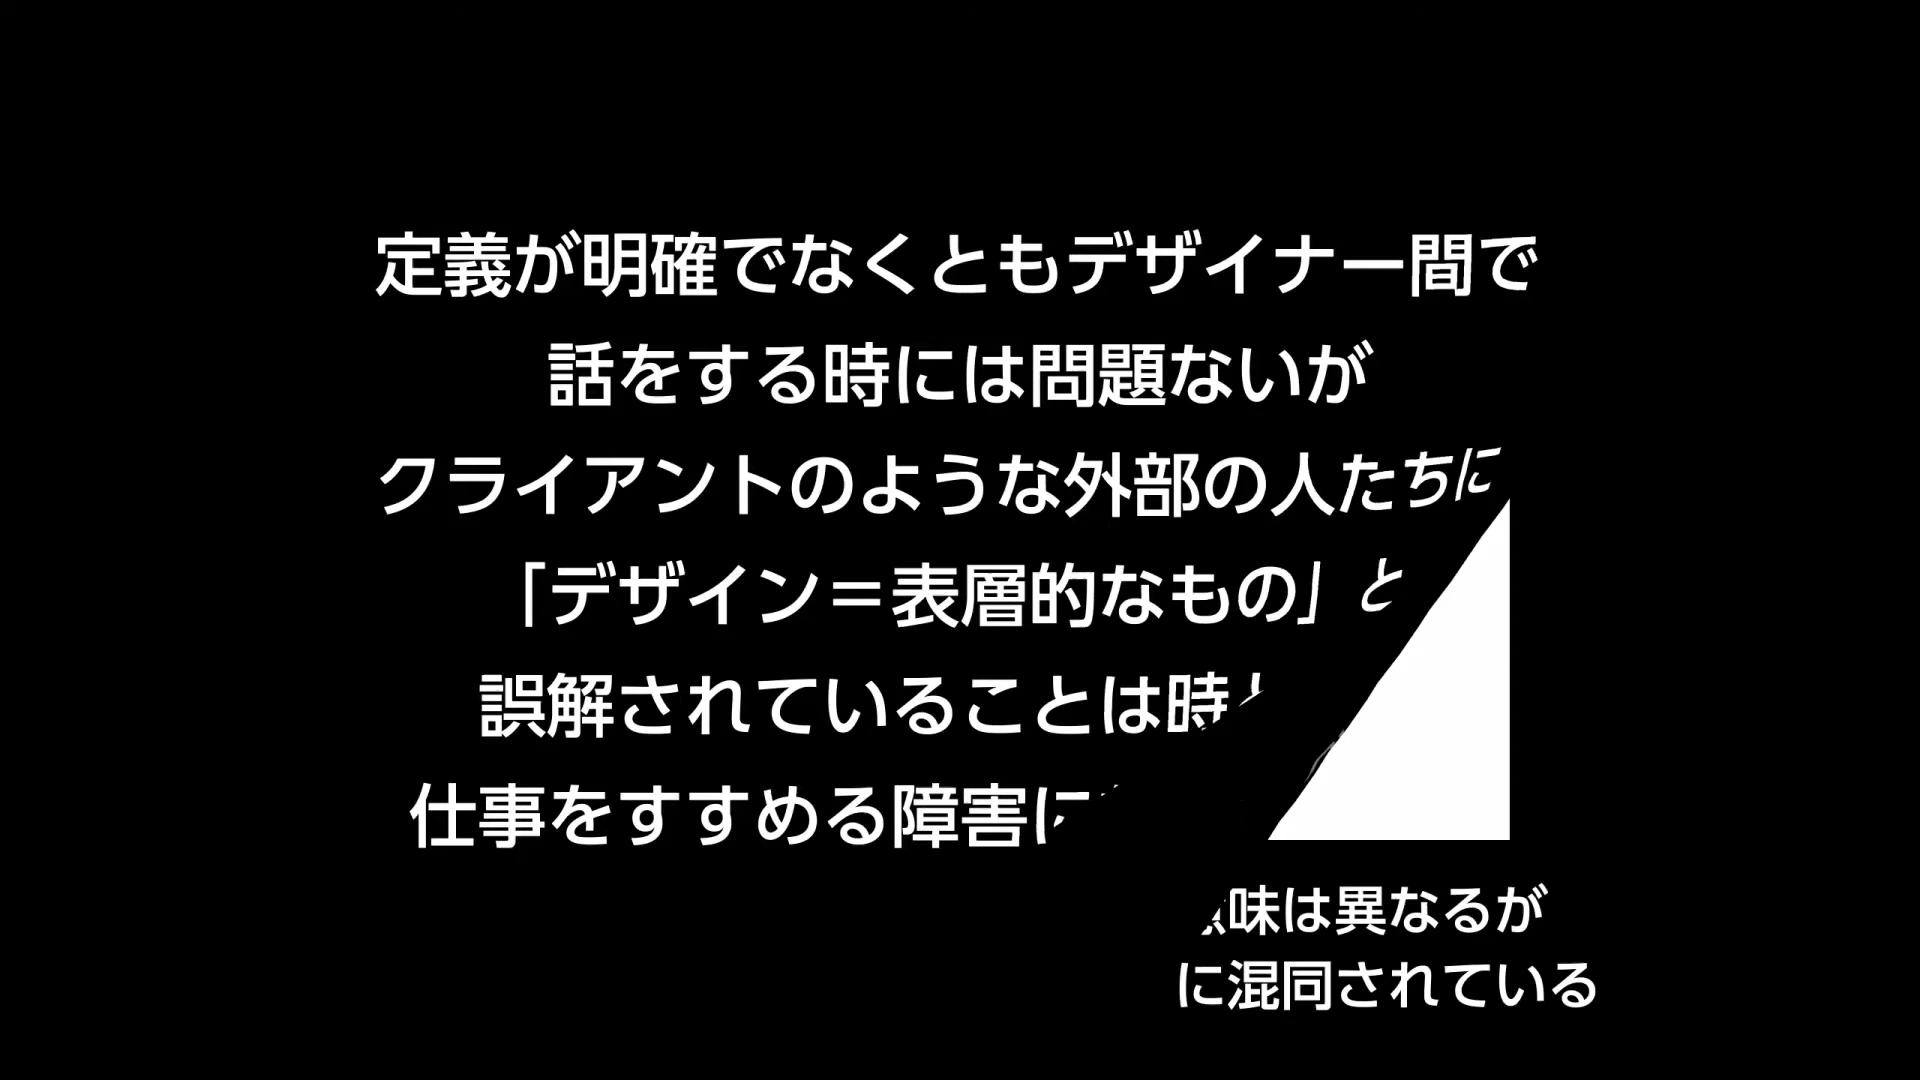 定義が明確でなくともデザイナー間で
話をする時には問題ないが
クライアントのような外部の人たちに
「デザイン＝表層的なもの」と
誤解されていることは時
仕事をすすめる障害に
味は異なるが
に混同されている